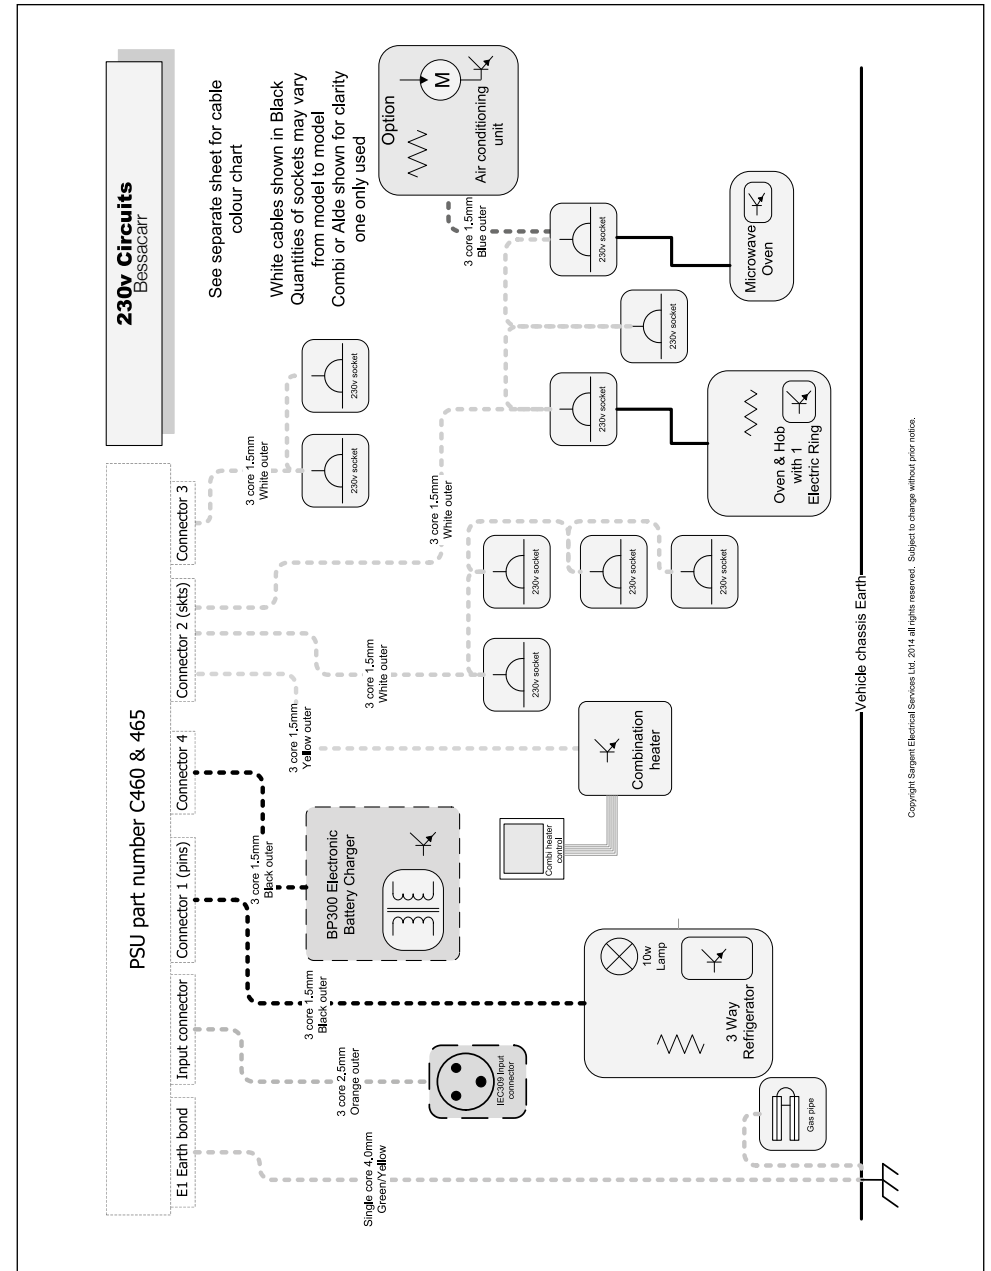 230v Circuits
Bessacarr
See separate sheet for cable
colour chart
White cables shown in Black
Quantities of sockets may vary
from model to model
Combi or Alde shown for clarity
one only used
PSU part number C460 & 465
E1 Earth bond
Input connector
Connector 1 (pins)
Connector 4
Connector 2 (skts)
Connector 3
Single core 4.0mm
Green/Yellow
3 core 2.5mm
Orange outer
3 core 1.5mm
Black outer
3 core 1.5mm
Black outer
3 core 1.5mm
Yellow outer
3 core 1.5mm
White outer
3 core 1.5mm
White outer
3 core 1.5mm
White outer
3 core 1.5mm
Blue outer
Option
M
Air conditioning
unit
230v socket
230v socket
230v socket
230v socket
230v socket
230v socket
230v socket
230v socket
230v socket
Microwave
Oven
Oven & Hob
with 1
Electric Ring
BP300 Electronic
Battery Charger
Combi heater
control
Combination
heater
IEC309 Input
connector
10w
Lamp
3 Way
Refrigerator
Gas pipe
Vehicle chassis Earth
Copyright Sargent Electrical Services Ltd. 2014 all rights reserved. Subject to change without prior notice.